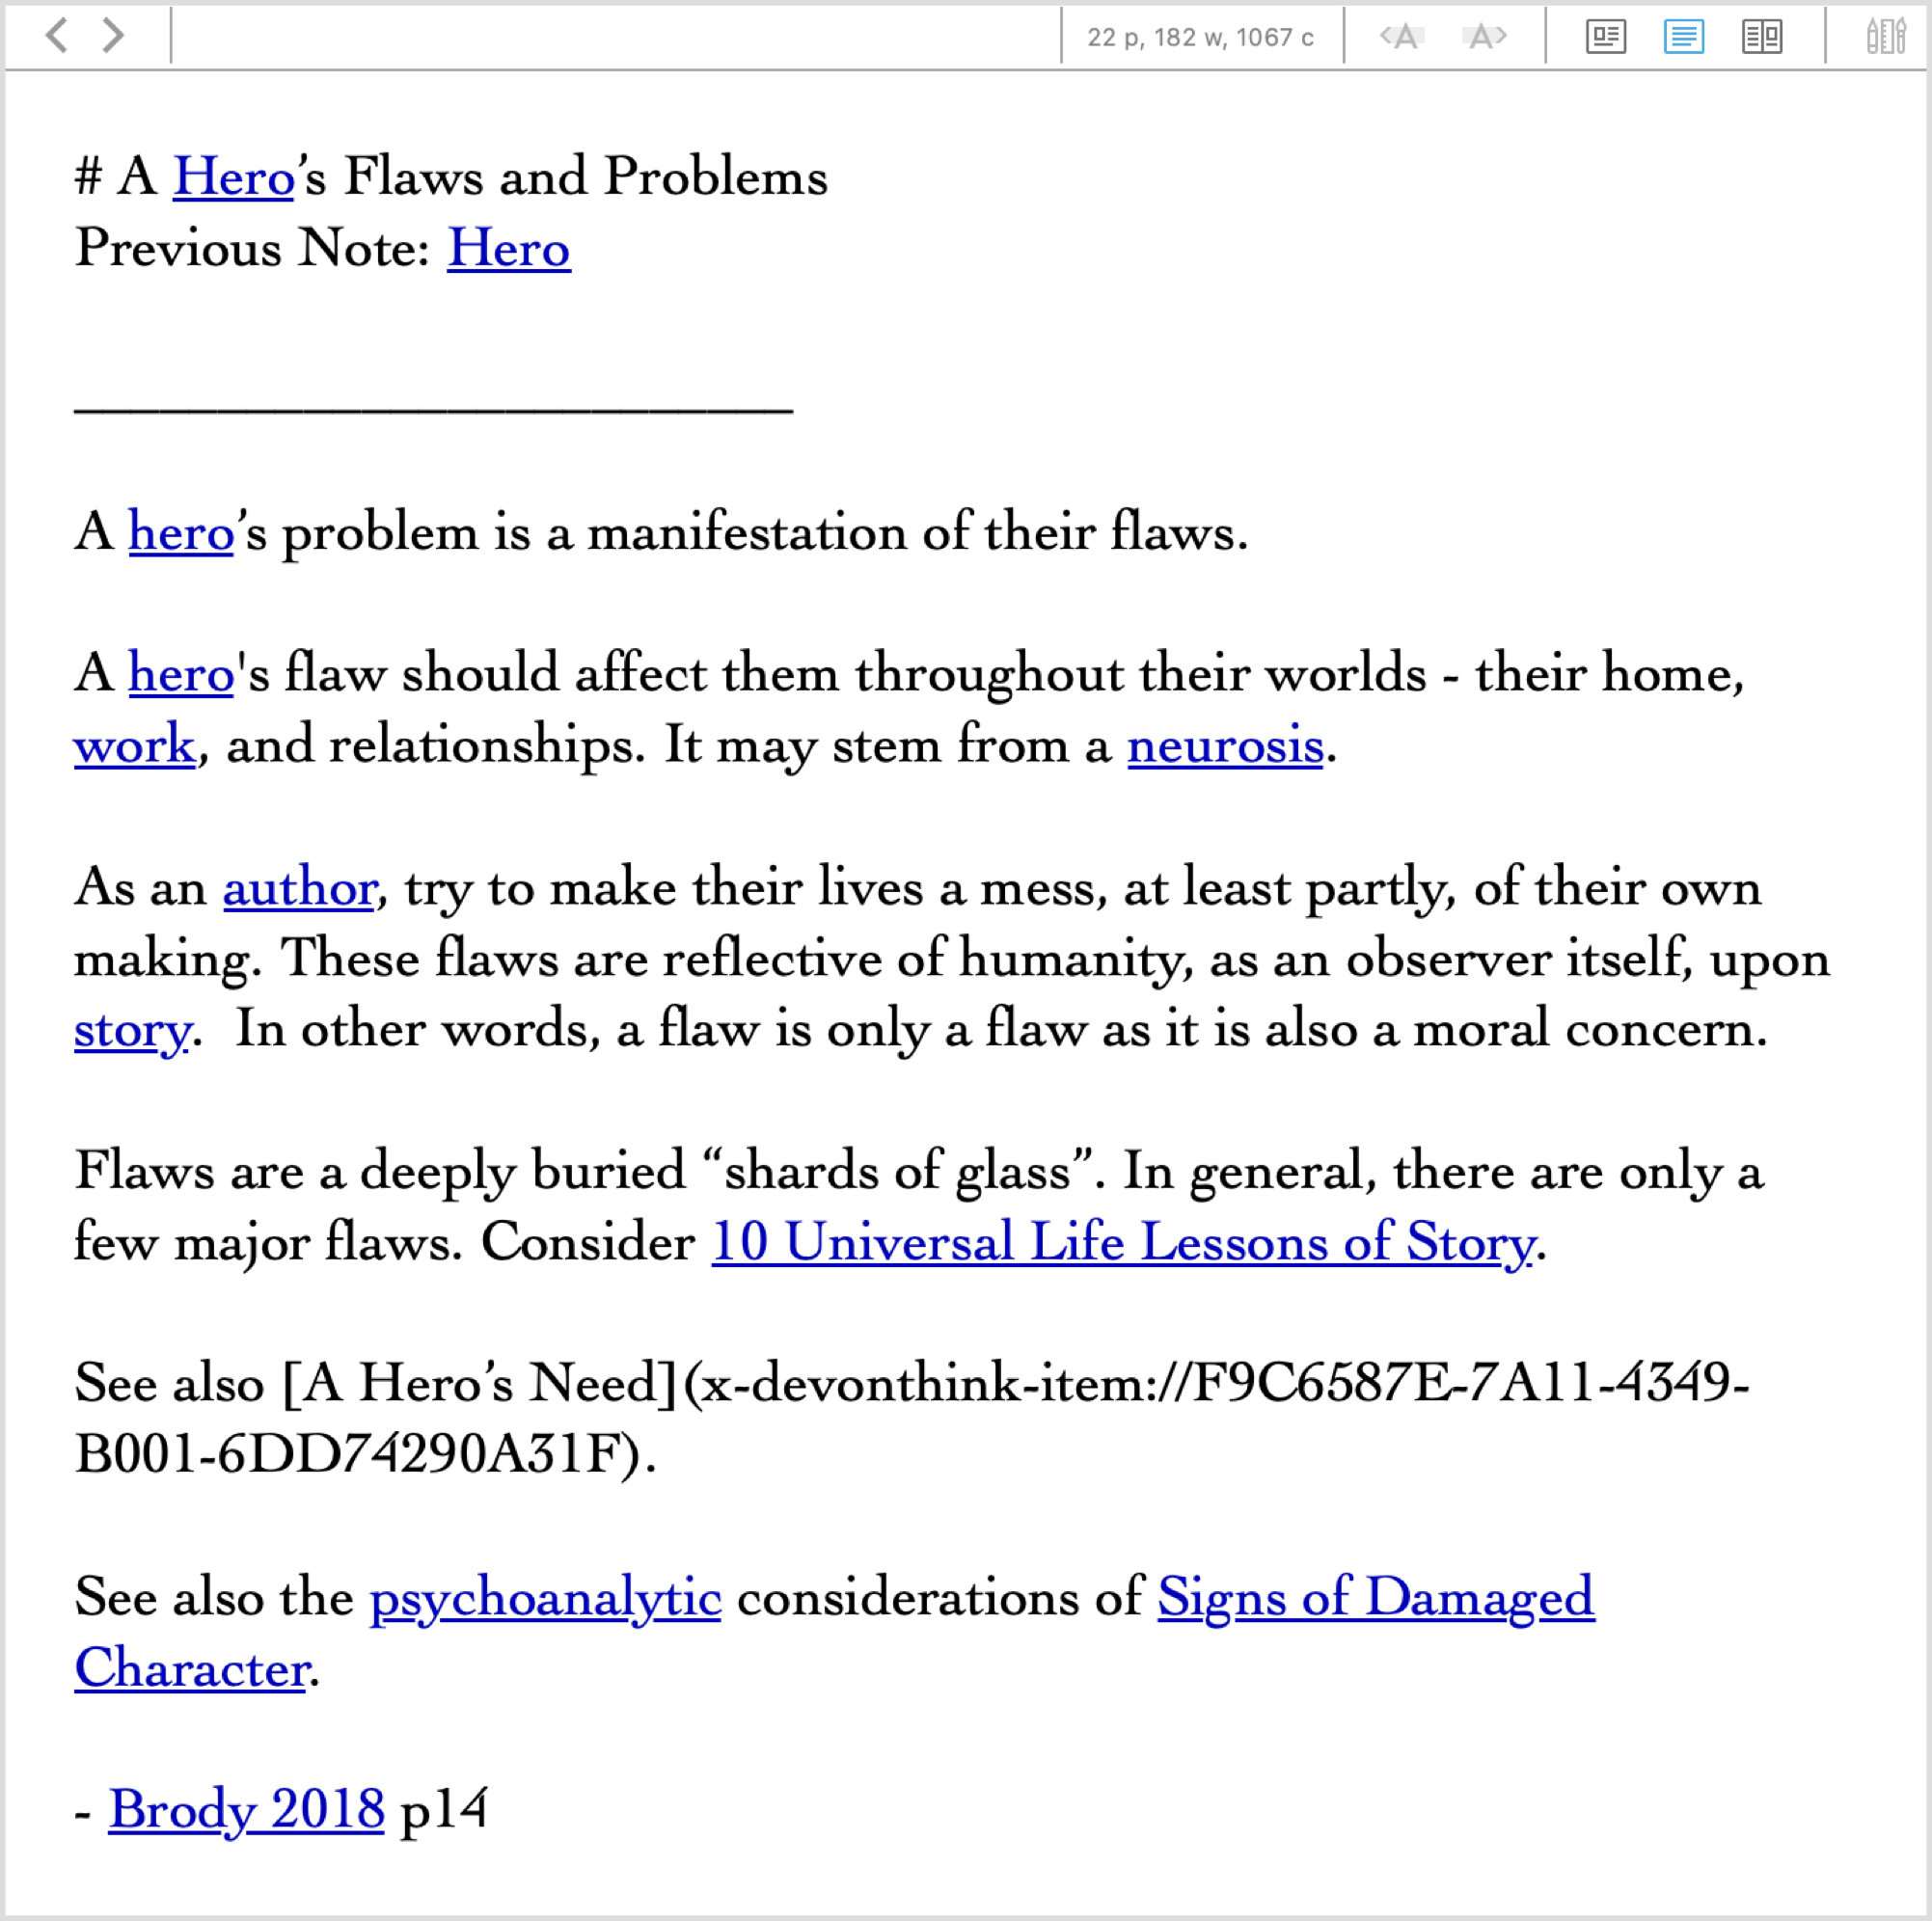 22 p, 182 w, 1067 c
<A A>
# A Hero’s Flaws and Problems
Previous Note: Hero
_________________________
A hero’s problem is a manifestation of their flaws.
A hero's flaw should affect them throughout their worlds - their home,
work, and relationships. It may stem from a neurosis.
As an author, try to make their lives a mess, at least partly, of their own
making. These flaws are reflective of humanity, as an observer itself, upon
story.  In other words, a flaw is only a flaw as it is also a moral concern.
Flaws are a deeply buried “shards of glass”. In general, there are only a
few major flaws. Consider 10 Universal Life Lessons of Story.
See also [A Hero’s Need](x-devonthink-item://F9C6587E-7A11-4349-
B001-6DD74290A31F).
See also the psychoanalytic considerations of Signs of Damaged
Character.
- Brody 2018 p14